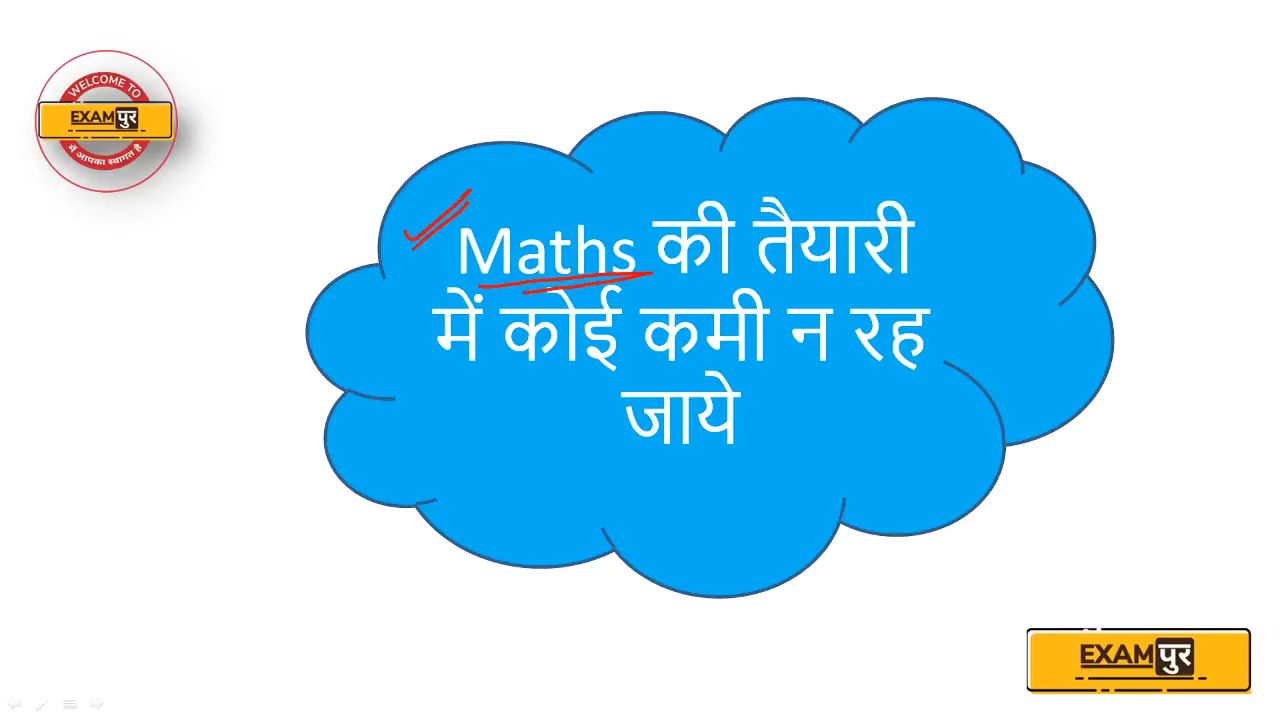 WELCOME TO
EXAMपुर
में आपका स्वागत है
Maths की तैयारी
में कोई कमी न रह
जाये
EXAMपुर